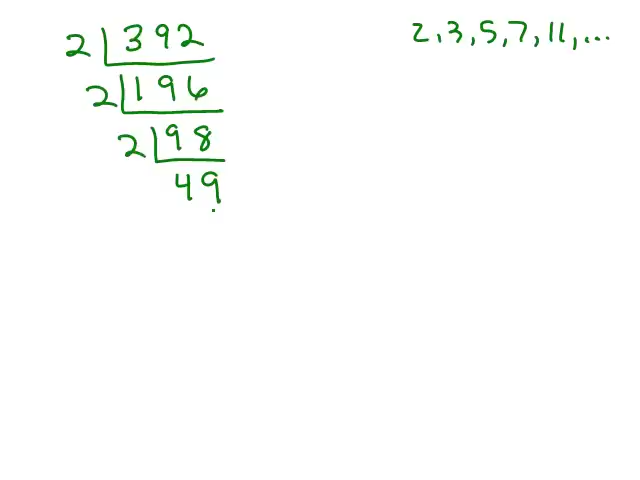 2 | 392 2, 3, 5, 7, 11, ...
2 | 196
2 | 98
49